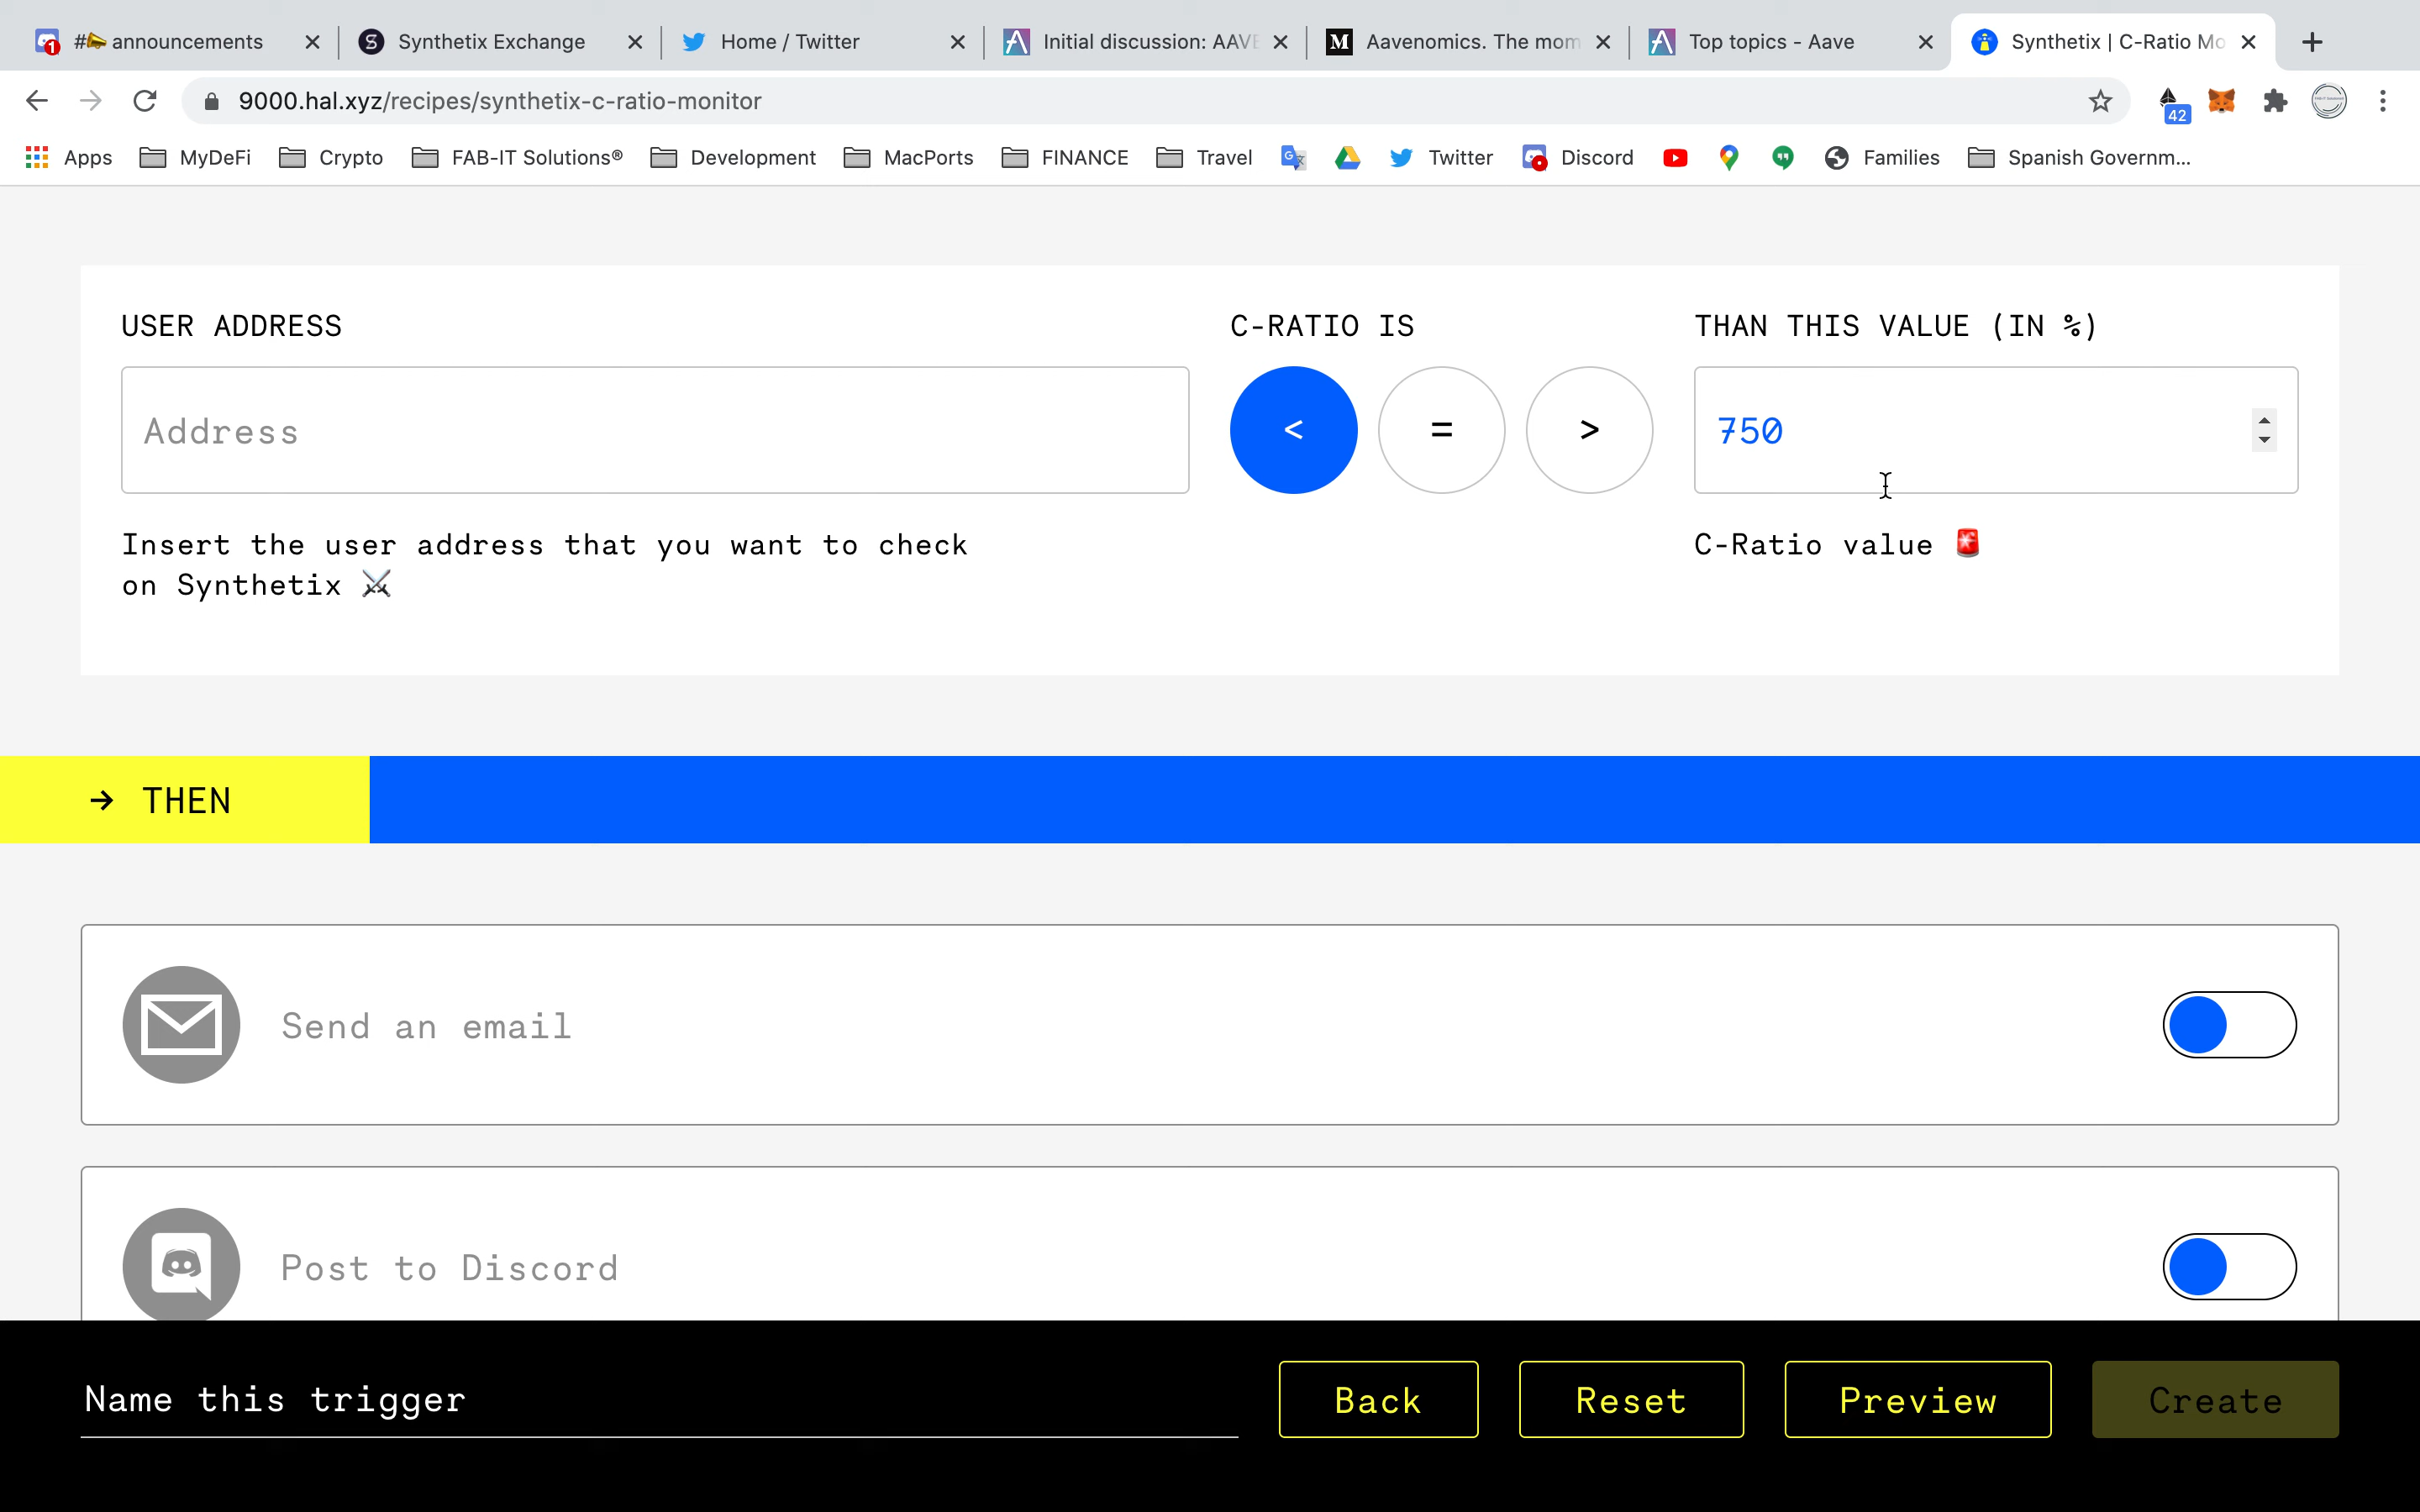 #📣 announcements
Synthetix Exchange
Home / Twitter
Initial discussion: AAVE
M Aavenomics. The mom
Top topics - Aave
Synthetix | C-Ratio Mo
9000.hal.xyz/recipes/synthetix-c-ratio-monitor
42
Apps
MyDeFi
Crypto
FAB-IT Solutions®
Development
MacPorts
FINANCE
Travel
Twitter
Discord
Families
Spanish Governm...
USER ADDRESS
C-RATIO IS
THAN THIS VALUE (IN %)
Address
<
=
>
750
Insert the user address that you want to check
on Synthetix ⚔
C-Ratio value 🚨
→ THEN
Send an email
Post to Discord
Name this trigger
Back
Reset
Preview
Create